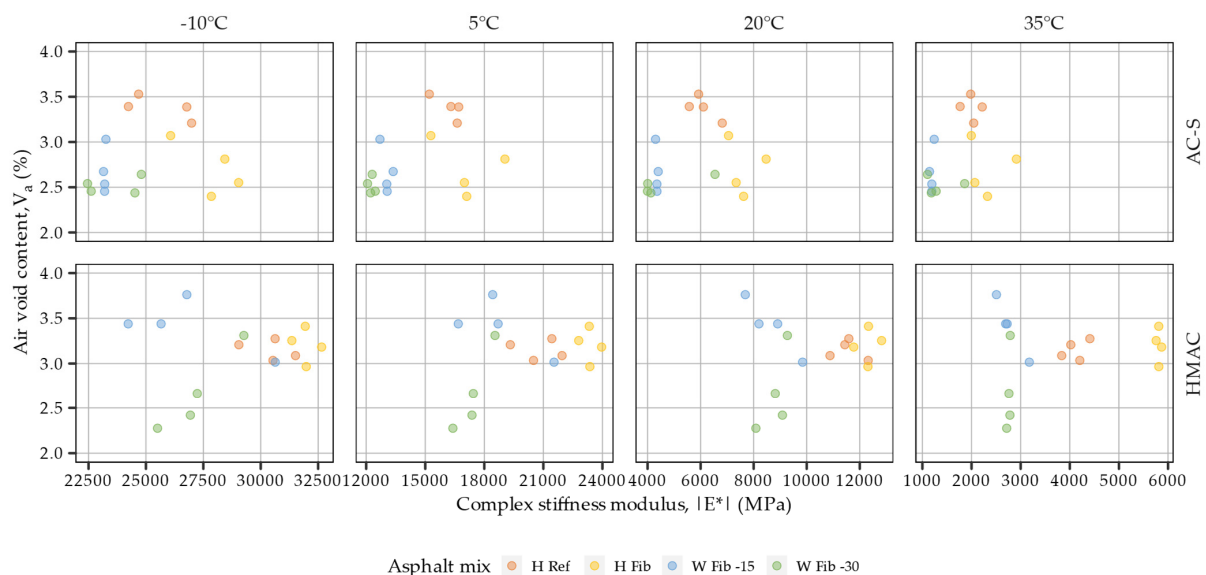 -10°C 5°C 20°C 35°C
4.0
3.5
3.0
2.5
2.0
AC-S
Air void content, Va (%)
4.0
3.5
3.0
2.5
2.0
HMAC
22500 25000 27500 30000 32500 12000 15000 18000 21000 24000 4000 6000 8000 10000 12000 1000 2000 3000 4000 5000 6000
Complex stiffness modulus, |E*| (MPa)
Asphalt mix H Ref H Fib W Fib -15 W Fib -30